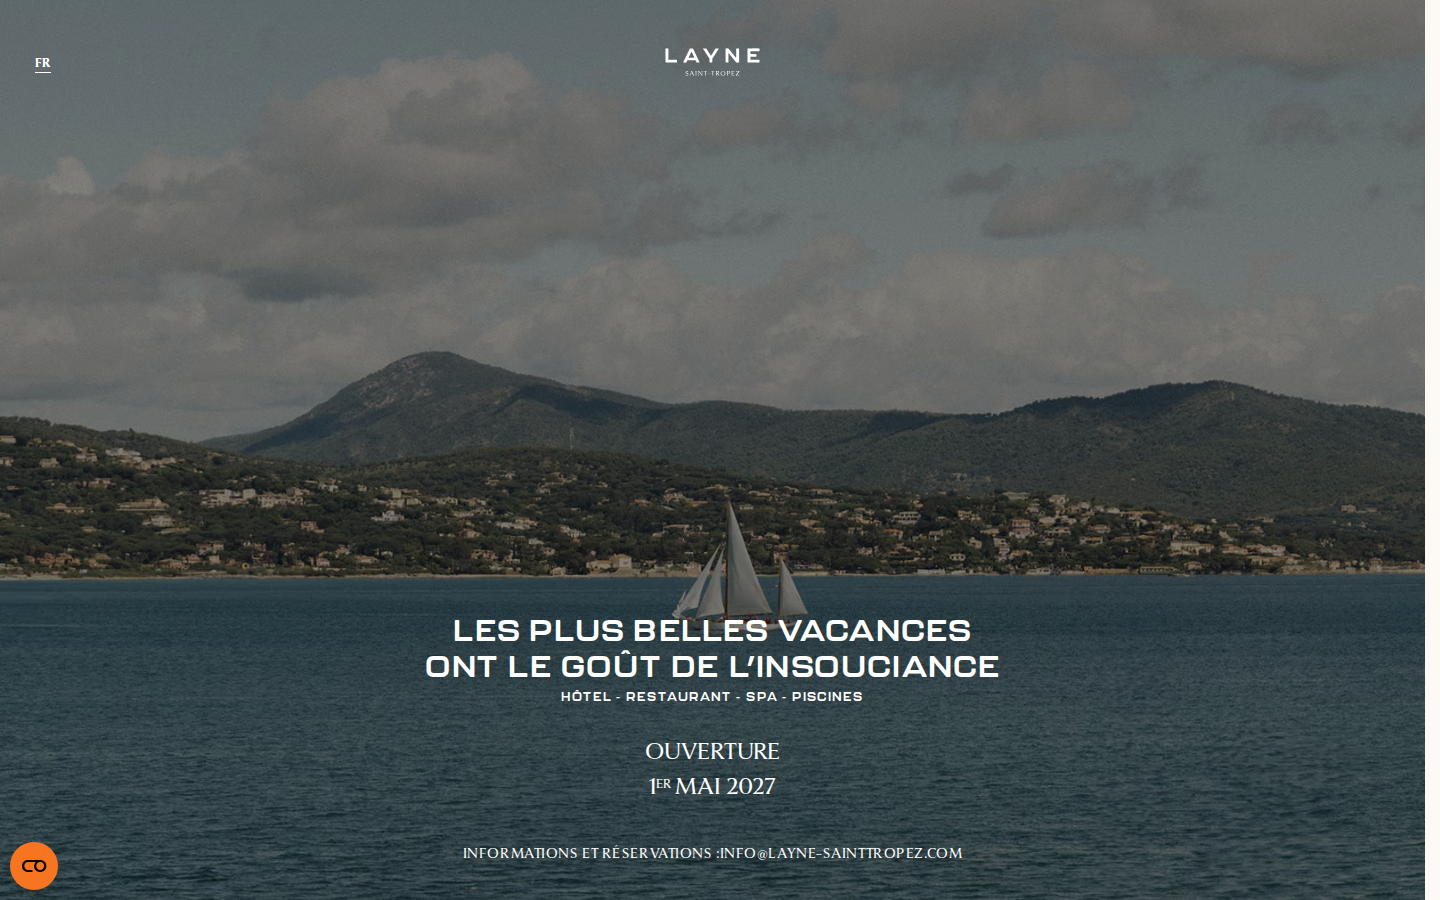 FR
LAYNE
SAINT-TROPEZ
LES PLUS BELLES VACANCES
ONT LE GOÛT DE L'INSOUCIANCE
HÔTEL - RESTAURANT - SPA - PISCINES
OUVERTURE
1ER MAI 2027
INFORMATIONS ET RÉSERVATIONS :INFO@LAYNE-SAINTTROPEZ.COM